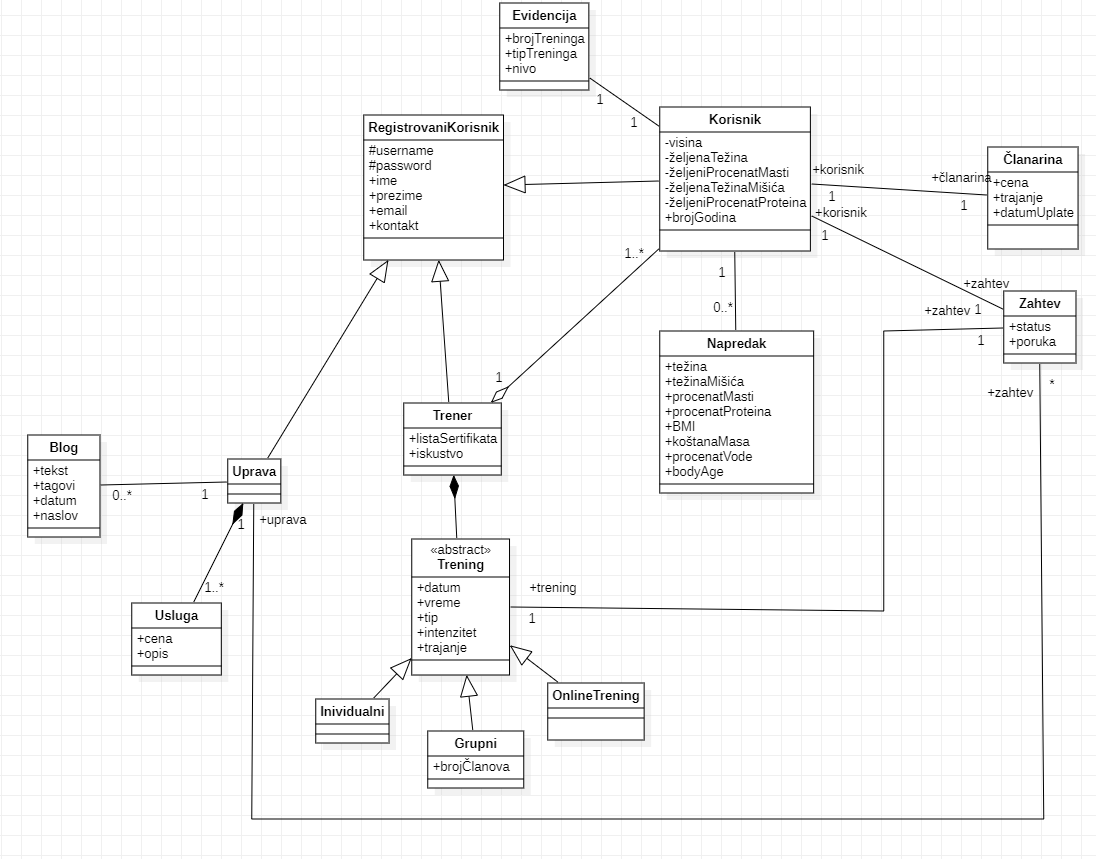 Evidencija
+brojTreninga
+tipTreninga
+nivo
1
1
RegistrovaniKorisnik
#username
#password
+ime
+prezime
+email
+kontakt
Korisnik
-visina
-željenaTežina
-željeniProcenatMasti
-željenaTežinaMišića
-željeniProcenatProteina
+brojGodina
+korisnik
1
+članarina
1
Članarina
+cena
+trajanje
+datumUplate
+korisnik
1
+zahtev
1
Zahtev
+status
+poruka
+zahtev
1
+zahtev
*
1..*
1
1
0..*
Napredak
+težina
+težinaMišića
+procenatMasti
+procenatProteina
+BMI
+koštanaMasa
+procenatVode
+bodyAge
Trener
+listaSertifikata
+iskustvo
Blog
+tekst
+tagovi
+datum
+naslov
0..*
1
Uprava
1
+uprava
1..*
Usluga
+cena
+opis
«abstract»
Trening
+datum
+vreme
+tip
+intenzitet
+trajanje
+trening
1
Inividualni
Grupni
+brojČlanova
OnlineTrening